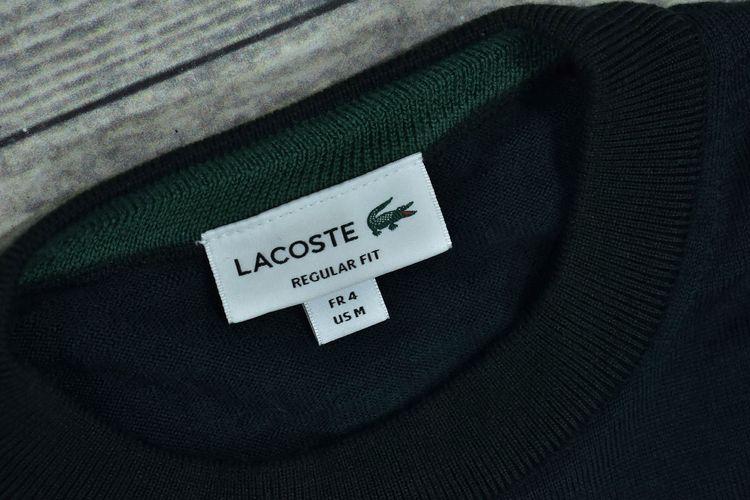 LACOSTE
REGULAR FIT
FR 4
US M